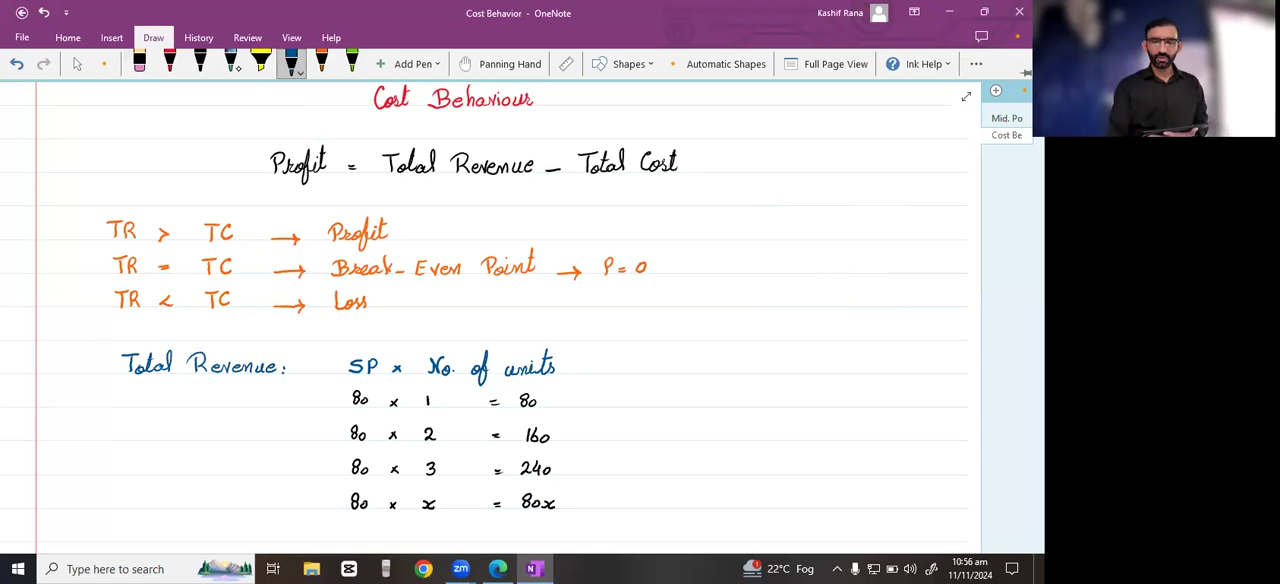 Cost Behavior - OneNote
Kashif Rana
File Home Insert Draw History Review View Help
Add Pen Panning Hand Shapes Automatic Shapes Full Page View Ink Help
Mid. Po
Cost Be
Cost Behaviour
Profit = Total Revenue - Total Cost
TR > TC → Profit
TR = TC → Break-Even Point → P = 0
TR < TC → Loss
Total Revenue: SP × No. of units
80 × 1 = 80
80 × 2 = 160
80 × 3 = 240
80 × x = 80x
Type here to search
zm
N
22°C Fog
10:56 am
11/11/2024